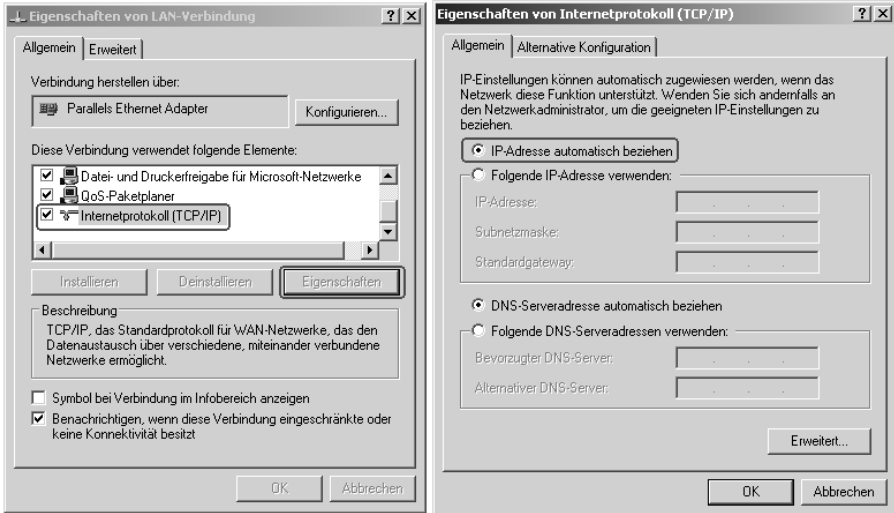 Eigenschaften von LAN-Verbindung
Allgemein
Erweitert
Verbindung herstellen über:
Parallels Ethernet Adapter
Konfigurieren...
Diese Verbindung verwendet folgende Elemente:
Datei- und Druckerfreigabe für Microsoft-Netzwerke
QoS-Paketplaner
Internetprotokoll (TCP/IP)
Installieren
Deinstallieren
Eigenschaften
Beschreibung
TCP/IP, das Standardprotokoll für WAN-Netzwerke, das den
Datenaustausch über verschiedene, miteinander verbundene
Netzwerke ermöglicht.
Symbol bei Verbindung im Infobereich anzeigen
Benachrichtigen, wenn diese Verbindung eingeschränkte oder
keine Konnektivität besitzt
OK
Abbrechen
Eigenschaften von Internetprotokoll (TCP/IP)
Allgemein
Alternative Konfiguration
IP-Einstellungen können automatisch zugewiesen werden, wenn das
Netzwerk diese Funktion unterstützt. Wenden Sie sich andernfalls an
den Netzwerkadministrator, um die geeigneten IP-Einstellungen zu
beziehen.
IP-Adresse automatisch beziehen
Folgende IP-Adresse verwenden:
IP-Adresse:
Subnetzmaske:
Standardgateway:
DNS-Serveradresse automatisch beziehen
Folgende DNS-Serveradressen verwenden:
Bevorzugter DNS-Server:
Alternativer DNS-Server:
Erweitert...
OK
Abbrechen